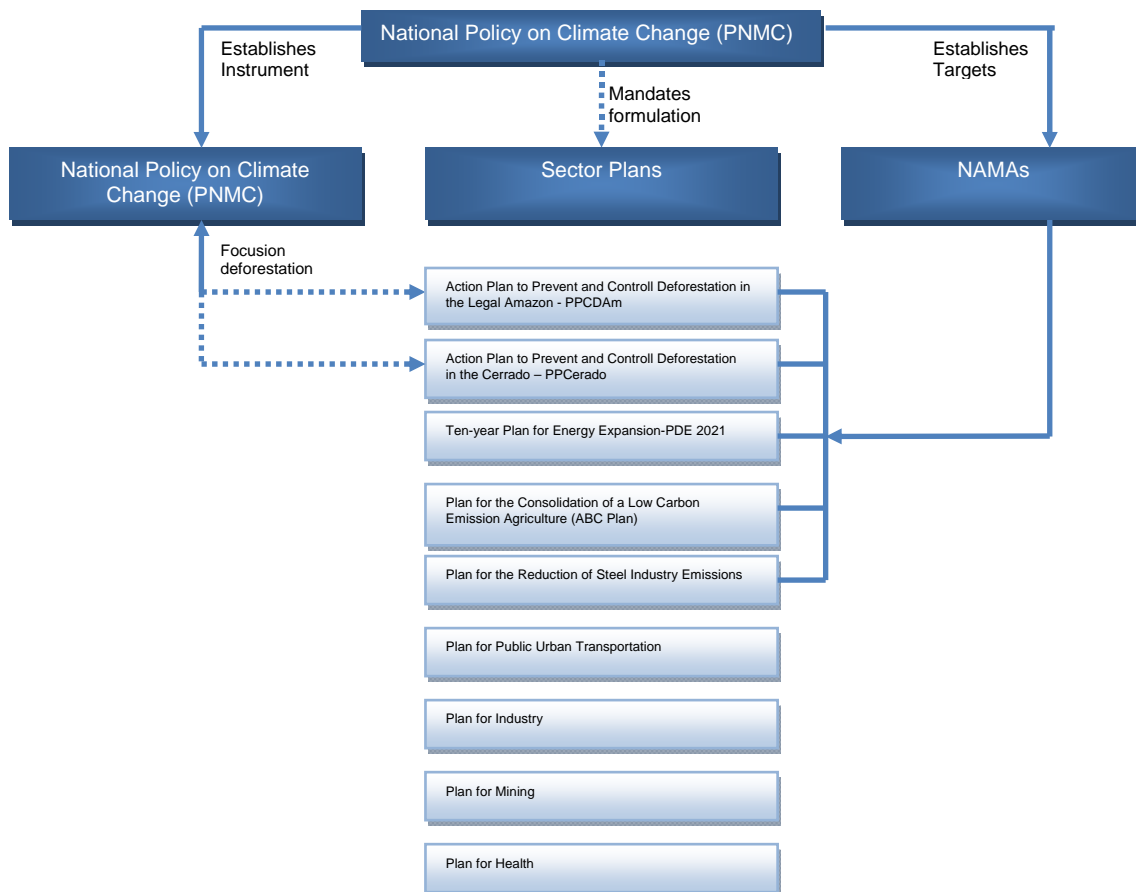 National Policy on Climate Change (PNMC)
Establishes
Instrument
Mandates
formulation
Establishes
Targets
National Policy on Climate
Change (PNMC)
Sector Plans
NAMAs
Focusion
deforestation
Action Plan to Prevent and Controll Deforestation in
the Legal Amazon - PPCDAm
Action Plan to Prevent and Controll Deforestation
in the Cerrado – PPCerado
Ten-year Plan for Energy Expansion-PDE 2021
Plan for the Consolidation of a Low Carbon
Emission Agriculture (ABC Plan)
Plan for the Reduction of Steel Industry Emissions
Plan for Public Urban Transportation
Plan for Industry
Plan for Mining
Plan for Health